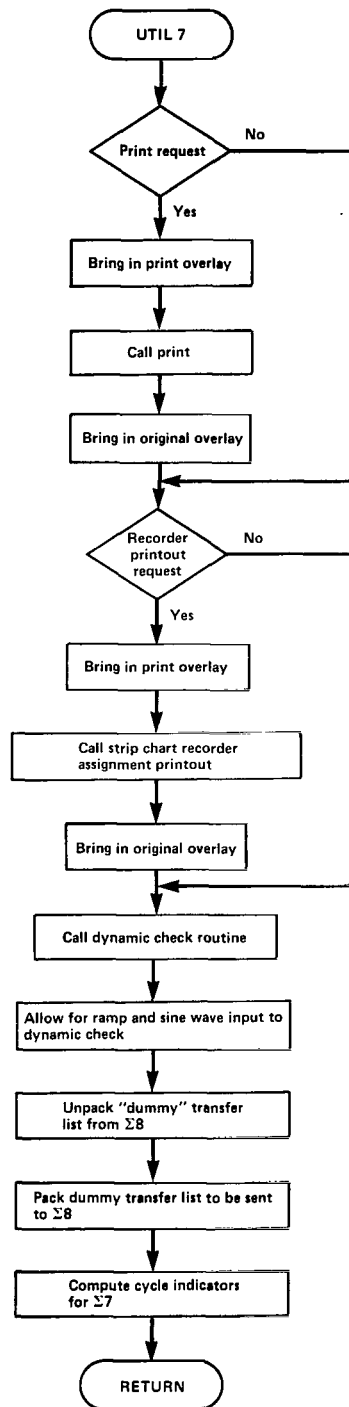 UTIL 7
Print request
No
Yes
Bring in print overlay
Call print
Bring in original overlay
Recorder
printout
request
No
Yes
Bring in print overlay
Call strip chart recorder
assignment printout
Bring in original overlay
Call dynamic check routine
Allow for ramp and sine wave input to
dynamic check
Unpack "dummy" transfer
list from Σ8
Pack dummy transfer list to be sent
to Σ8
Compute cycle indicators
for Σ7
RETURN